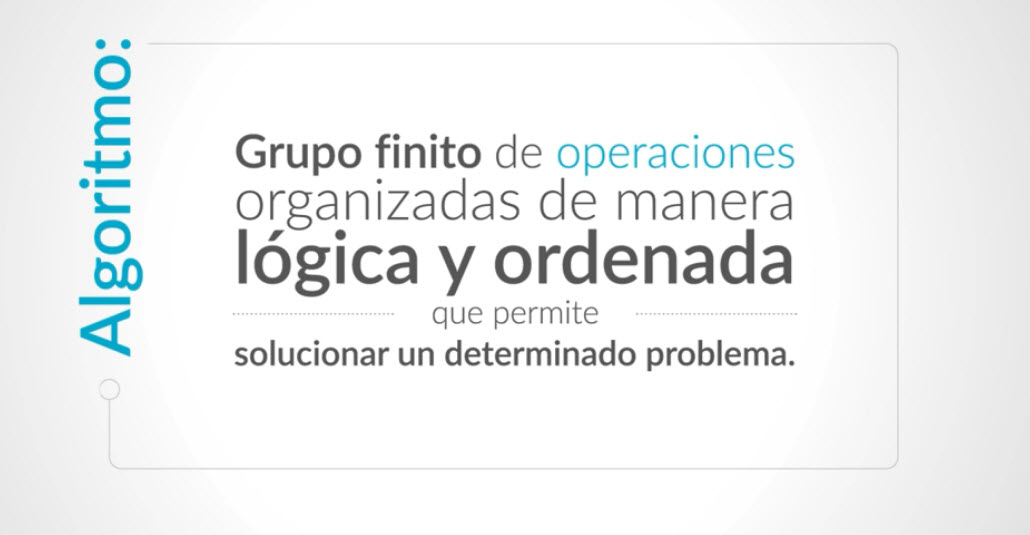 Algoritmo:
Grupo finito de operaciones
organizadas de manera
lógica y ordenada
que permite
solucionar un determinado problema.